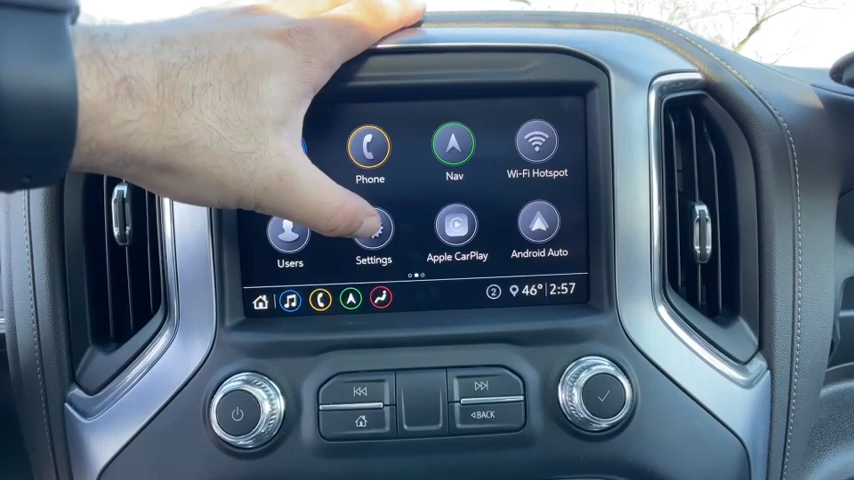 Phone
Nav
Wi-Fi Hotspot
Users
Settings
Apple CarPlay
Android Auto
2
46°
2:57
BACK